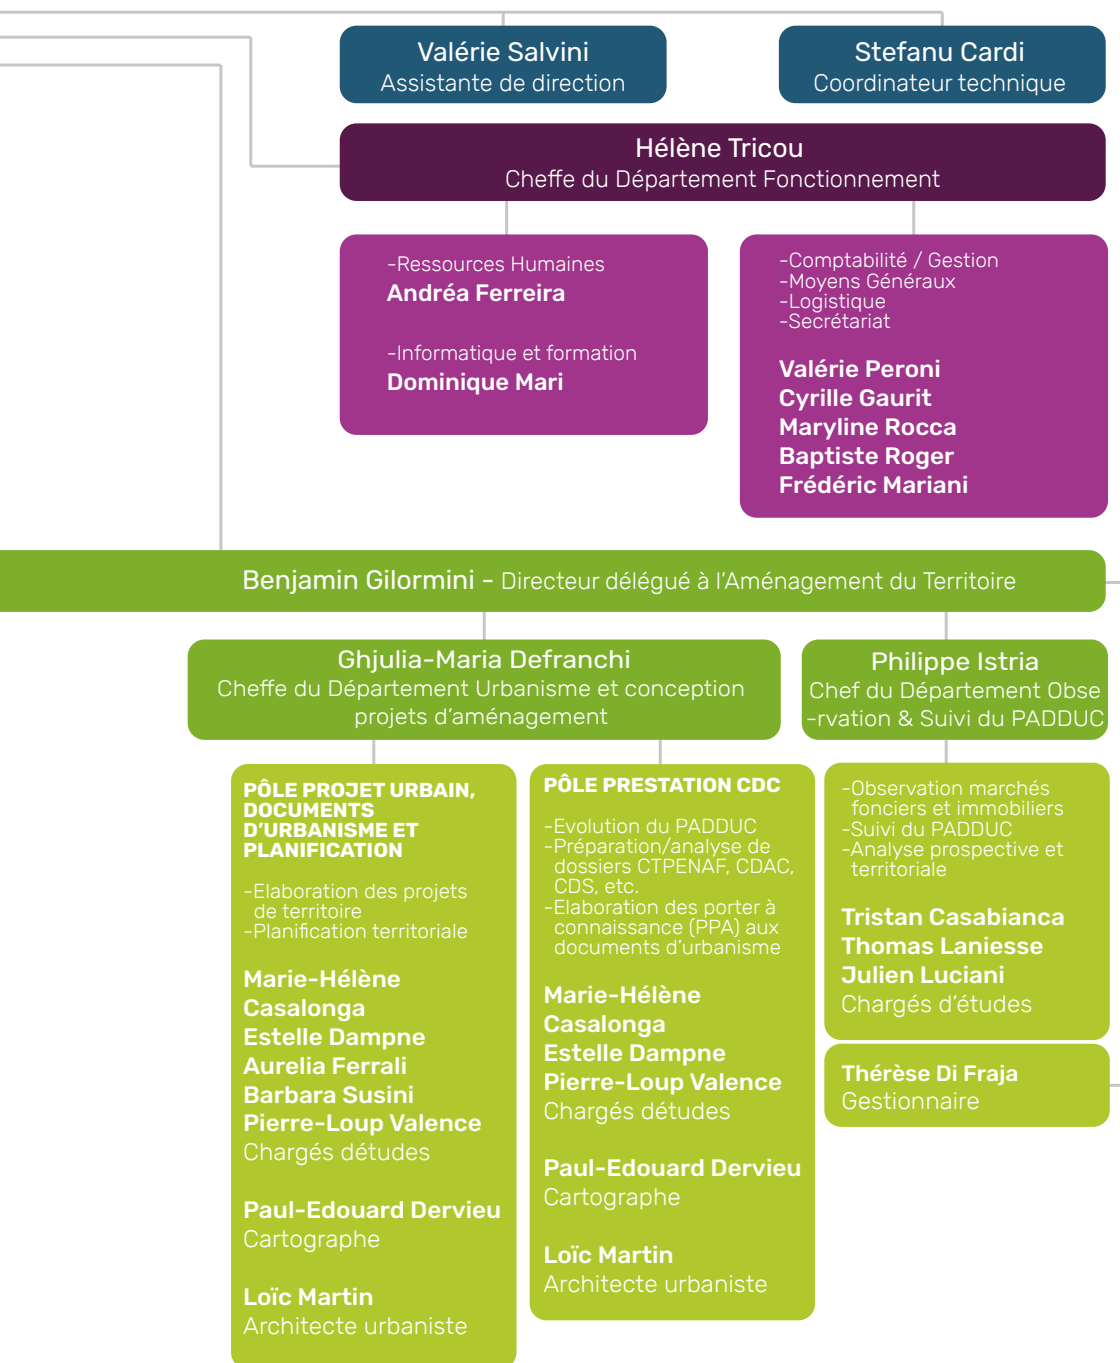 Valérie Salvini
Assistante de direction
Stefanu Cardi
Coordinateur technique
Hélène Tricou
Cheffe du Département Fonctionnement
-Ressources Humaines
Andréa Ferreira
-Informatique et formation
Dominique Mari
-Comptabilité / Gestion
-Moyens Généraux
-Logistique
-Secrétariat
Valérie Peroni
Cyrille Gaurit
Maryline Rocca
Baptiste Roger
Frédéric Mariani
Benjamin Gilormini - Directeur délégué à l'Aménagement du Territoire
Ghjulia-Maria Defranchi
Cheffe du Département Urbanisme et conception
projets d'aménagement
Philippe Istria
Chef du Département Obse
-rvation & Suivi du PADDUC
PÔLE PROJET URBAIN,
DOCUMENTS
D'URBANISME ET
PLANIFICATION
-Elaboration des projets
de territoire
-Planification territoriale
Marie-Hélène
Casalonga
Estelle Dampne
Aurelia Ferrali
Barbara Susini
Pierre-Loup Valence
Chargés détudes
Paul-Edouard Dervieu
Cartographe
Loïc Martin
Architecte urbaniste
PÔLE PRESTATION CDC
-Evolution du PADDUC
-Préparation/analyse de
dossiers CTPENAF, CDAC,
CDS, etc.
-Elaboration des porter à
connaissance (PPA) aux
documents d'urbanisme
Marie-Hélène
Casalonga
Estelle Dampne
Pierre-Loup Valence
Chargés détudes
Paul-Edouard Dervieu
Cartographe
Loïc Martin
Architecte urbaniste
-Observation marchés
fonciers et immobiliers
-Suivi du PADDUC
-Analyse prospective et
territoriale
Tristan Casabianca
Thomas Laniesse
Julien Luciani
Chargés d'études
Thérèse Di Fraja
Gestionnaire